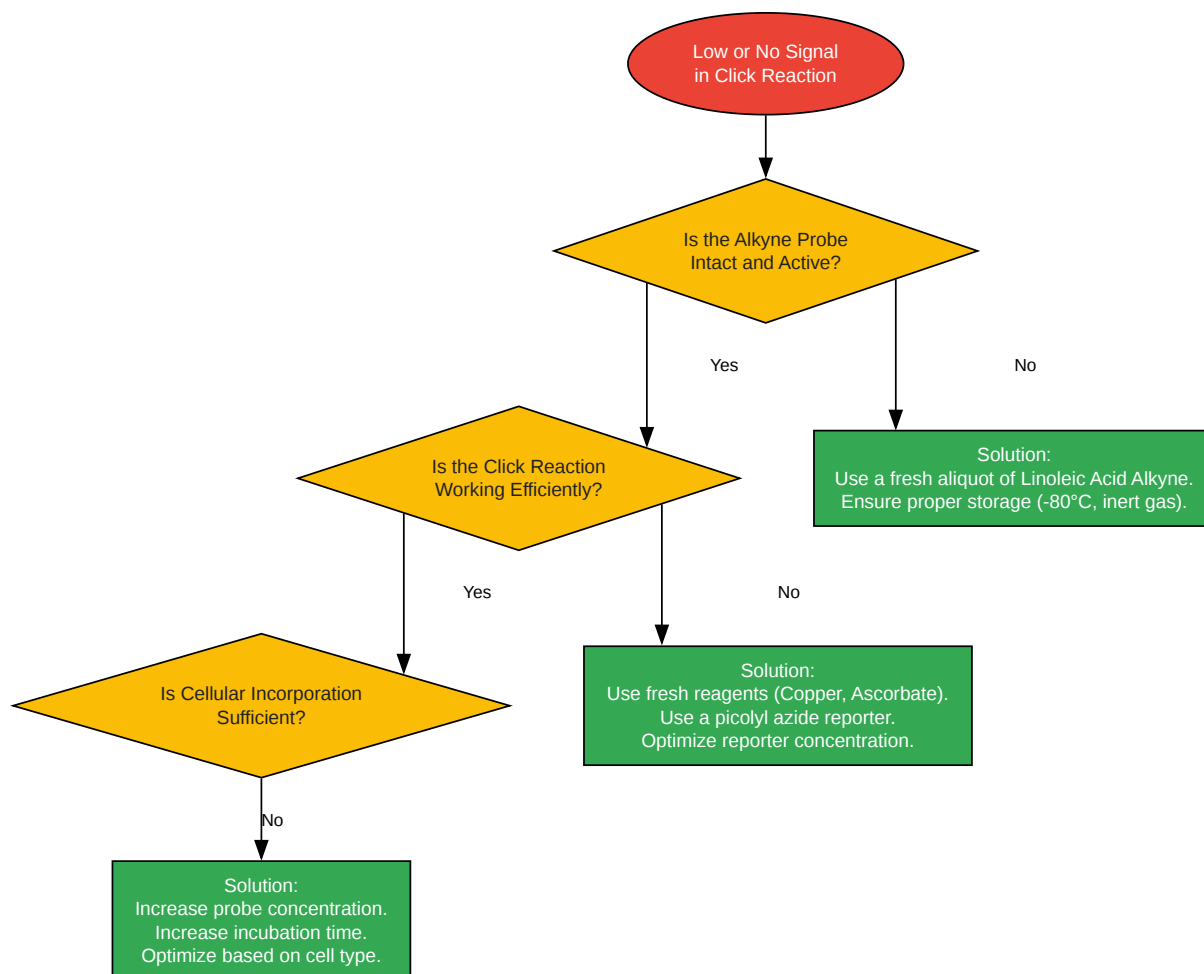 Low or No Signal
in Click Reaction
Is the Alkyne Probe
Intact and Active?
Yes
No
Is the Click Reaction
Working Efficiently?
Solution:
Use a fresh aliquot of Linoleic Acid Alkyne.
Ensure proper storage (-80°C, inert gas).
Yes
No
Is Cellular Incorporation
Sufficient?
Solution:
Use fresh reagents (Copper, Ascorbate).
Use a picolyl azide reporter.
Optimize reporter concentration.
No
Solution:
Increase probe concentration.
Increase incubation time.
Optimize based on cell type.